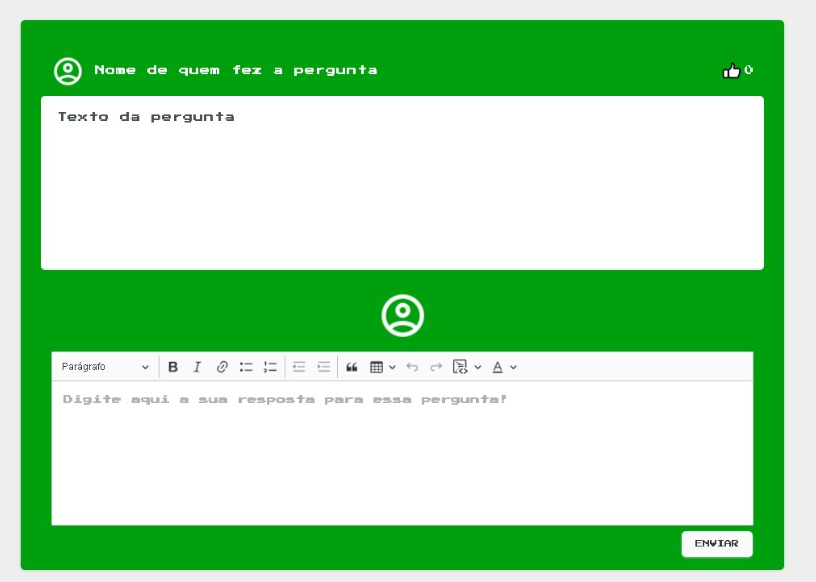 Nome de quem fez a pergunta
0
Texto da pergunta
Parágrafo
Digite aqui a sua resposta para essa pergunta!
ENVIAR